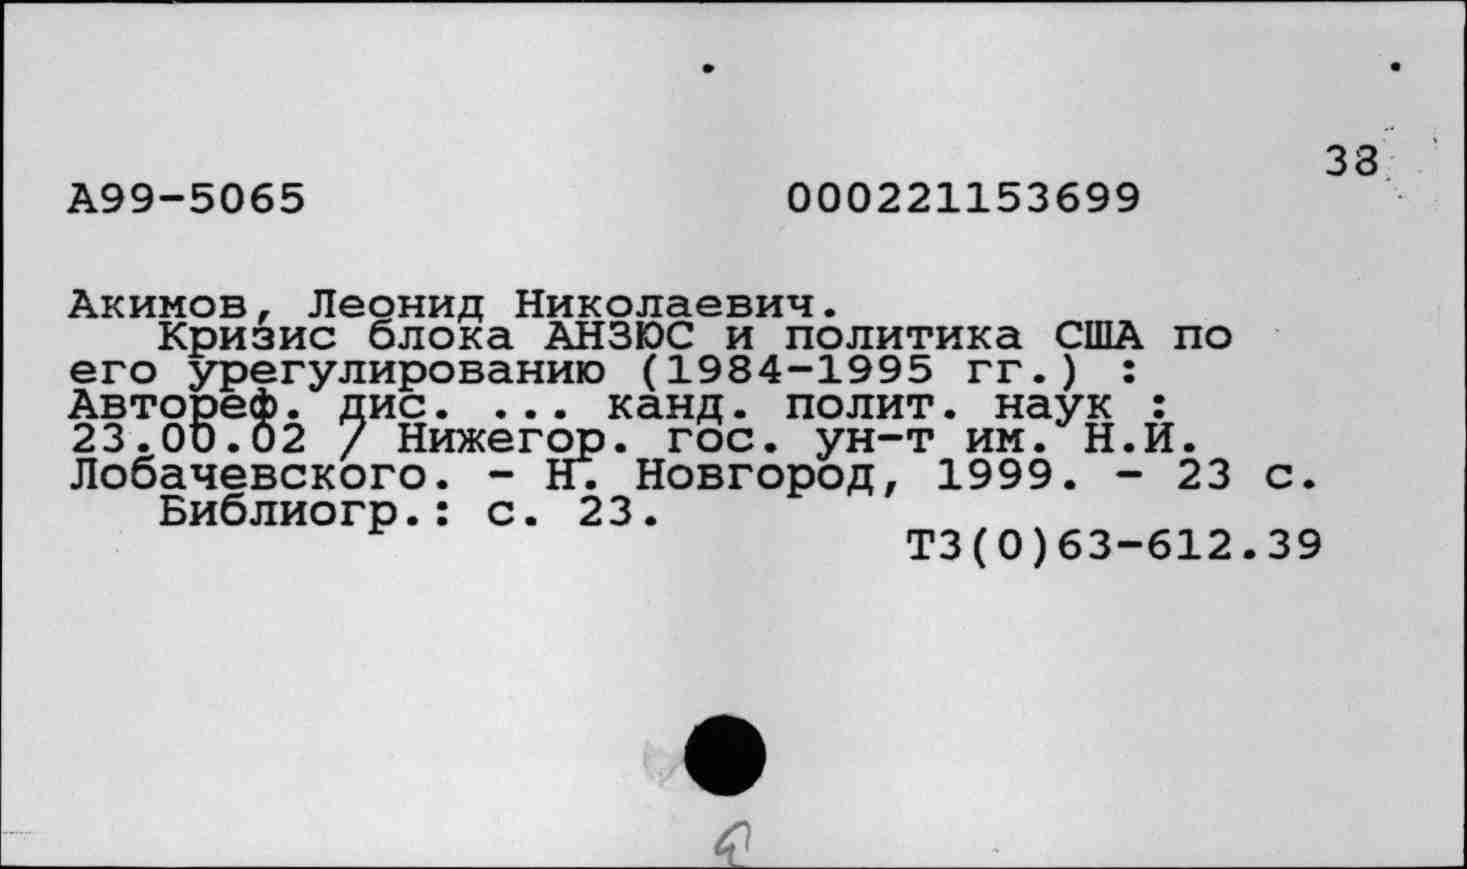 38
А99-5065 000221153699
Акимов, Леонид Николаевич.
Кризис блока АНЗЮС и политика США по
его урегулированию (1984-1995 гг.) :
Автореф. дис. ... канд. полит. наук :
23.00.02 / Нижегор. гос. ун-т им. Н.И.
Лобачевского. - Н. Новгород, 1999. - 23 с.
Библиогр.: с. 23.
Т3(0)63-612.39